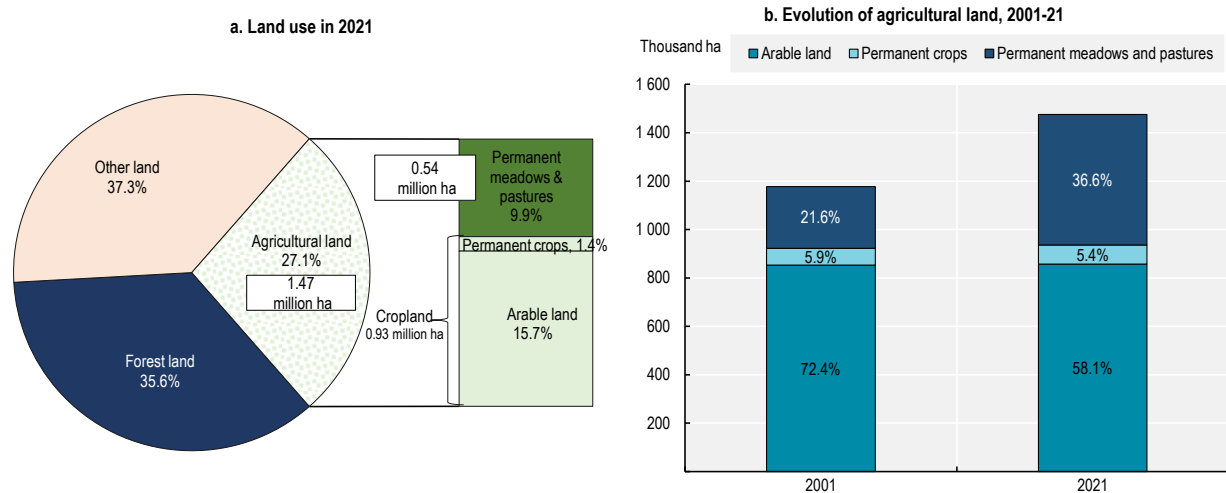 a. Land use in 2021
Other land
37.3%
Agricultural land
27.1%
1.47
million ha
Forest land
35.6%
0.54
million ha
Permanent
meadows &
pastures
9.9%
Permanent crops, 1.4%
Cropland
0.93 million ha
Arable land
15.7%
b. Evolution of agricultural land, 2001-21
Thousand ha
Arable land
Permanent crops
Permanent meadows and pastures
1 600
1 400
1 200
1 000
800
600
400
200
21.6%
5.9%
72.4%
36.6%
5.4%
58.1%
2001
2021